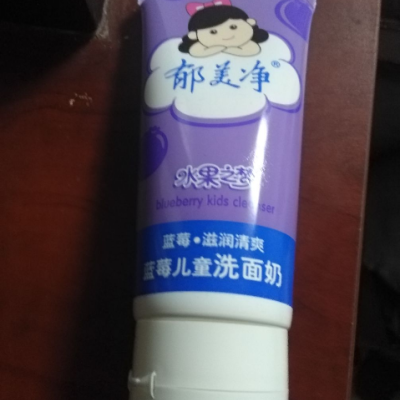 郁美净®
水果之梦
blueberry kids cleanser
蓝莓•滋润清爽
蓝莓儿童洗面奶